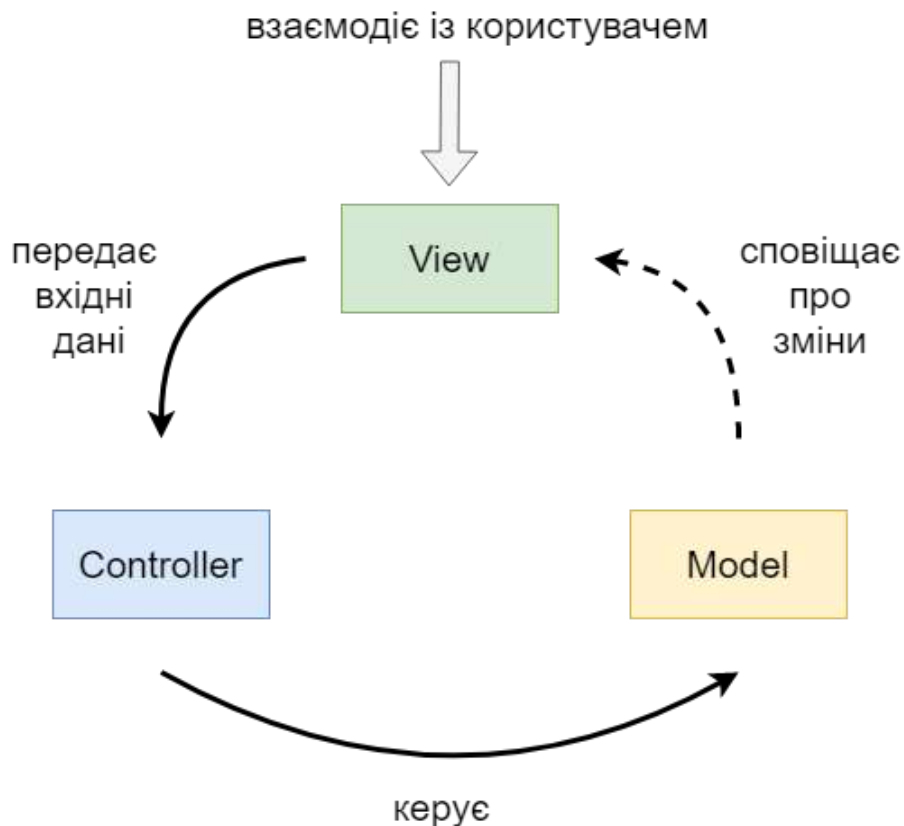 взаємодіє із користувачем
View
передає
вхідні
дані
сповіщає
про
зміни
Controller
Model
керує